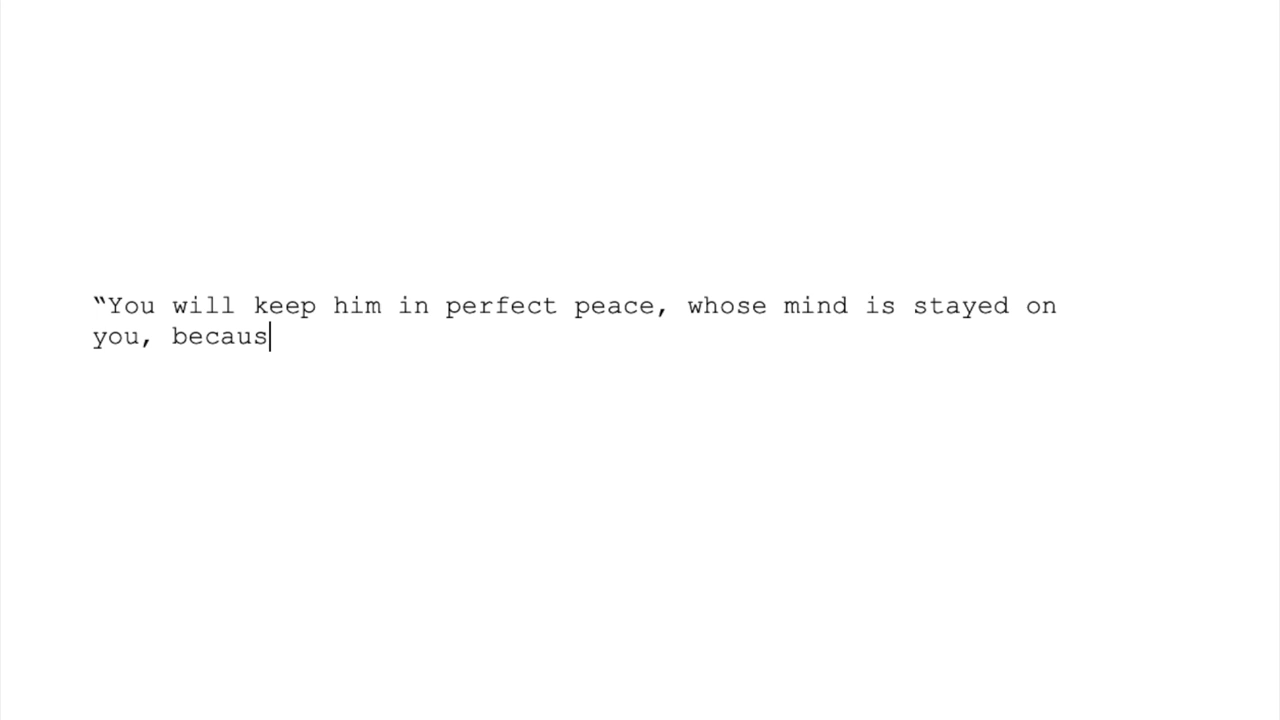 “You will keep him in perfect peace, whose mind is stayed on
you, becaus